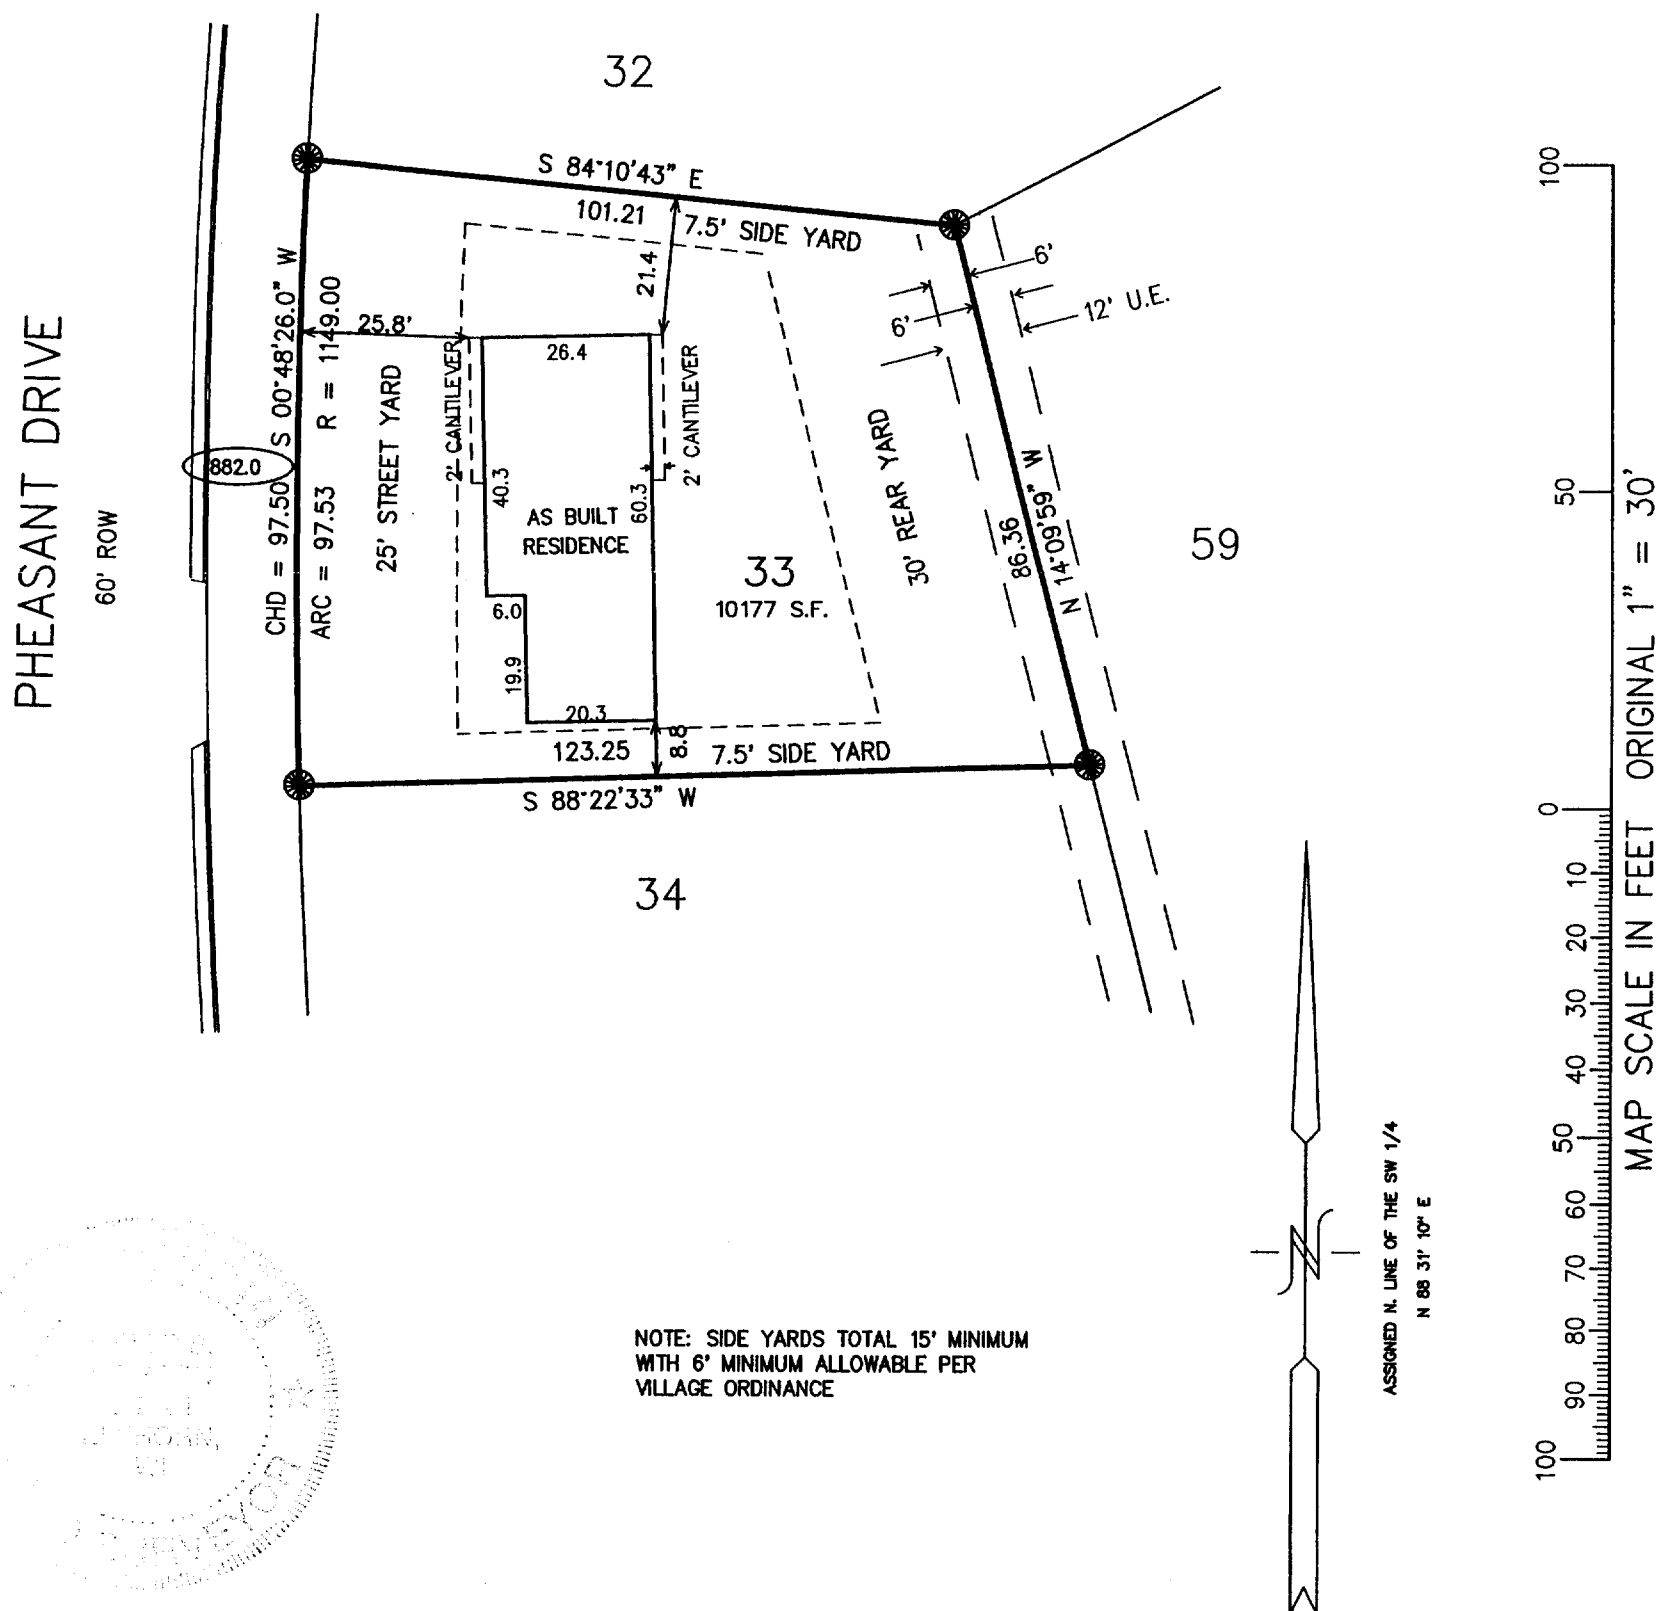 32
S 84°10'43" E
101.21
7.5' SIDE YARD
21.4
6'
12' U.E.
6'
PHEASANT DRIVE
60' ROW
882.0
CHD = 97.50 S 00°48'26.0" W
ARC = 97.53 R = 1149.00
25.8'
25' STREET YARD
2' CANTILEVER
26.4
2' CANTILEVER
40.3
60.3
AS BUILT
RESIDENCE
6.0
19.9
20.3
33
10177 S.F.
30' REAR YARD
86.36
N 14°09'59" W
59
123.25
8.8
7.5' SIDE YARD
S 88°22'33" W
34
NOTE: SIDE YARDS TOTAL 15' MINIMUM
WITH 6' MINIMUM ALLOWABLE PER
VILLAGE ORDINANCE
N
ASSIGNED N. LINE OF THE SW 1/4
N 88 31' 10" E
100
50
0
10
20
30
40
50
60
70
80
90
100
MAP SCALE IN FEET ORIGINAL 1" = 30'